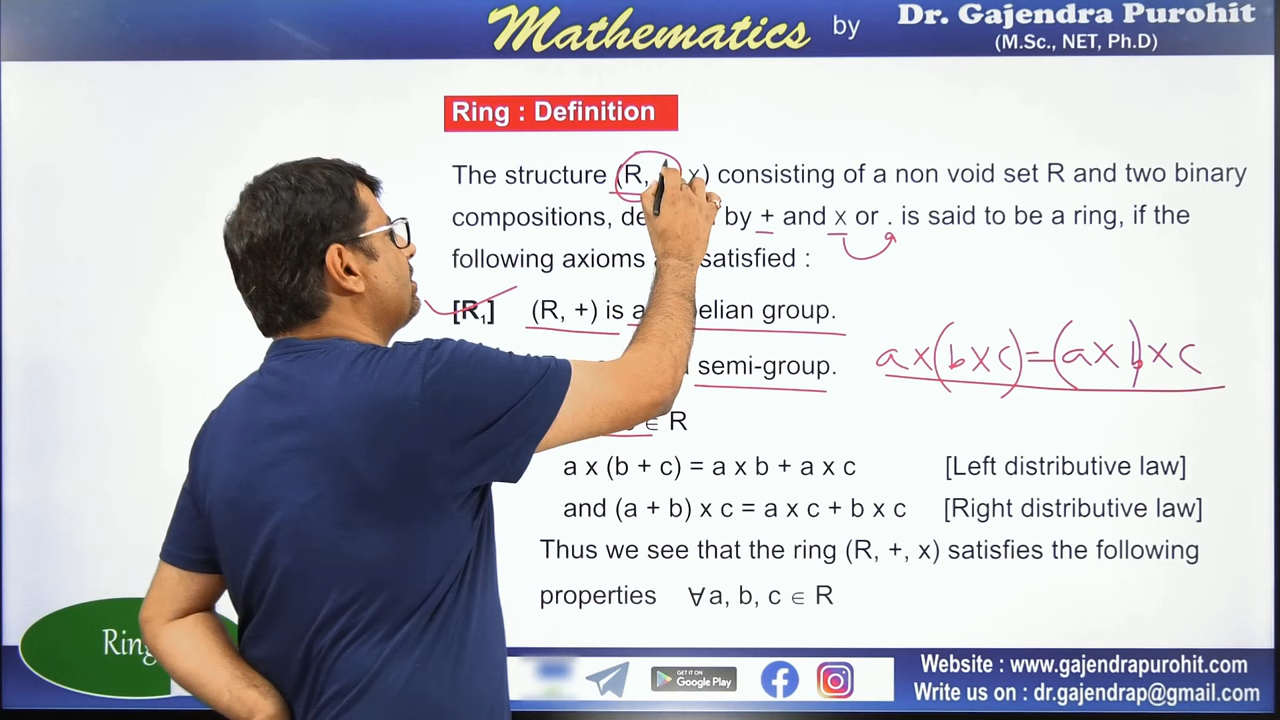 Mathematics by Dr. Gajendra Purohit
(M.Sc., NET, Ph.D)
Ring : Definition
The structure (R, x) consisting of a non void set R and two binary
compositions, by + and x or . is said to be a ring, if the
following axioms satisfied :
[R₁] (R, +) is group.
semi-group. a x (b x c) = (a x b) x c
∈ R
a x (b + c) = a x b + a x c [Left distributive law]
and (a + b) x c = a x c + b x c [Right distributive law]
Thus we see that the ring (R, +, x) satisfies the following
properties ∀ a, b, c ∈ R
Ring
GET IT ON
Google Play
Website : www.gajendrapurohit.com
Write us on : dr.gajendrap@gmail.com